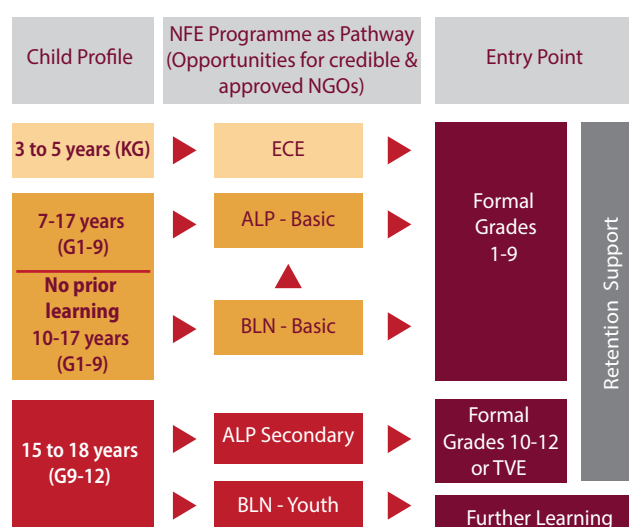 Child Profile
NFE Programme as Pathway
(Opportunities for credible &
approved NGOs)
Entry Point
3 to 5 years (KG)
ECE
7-17 years
(G1-9)
ALP - Basic
Formal
Grades
1-9
No prior
learning
10-17 years
(G1-9)
BLN - Basic
Retention Support
15 to 18 years
(G9-12)
ALP Secondary
Formal
Grades 10-12
or TVE
BLN - Youth
Further Learning